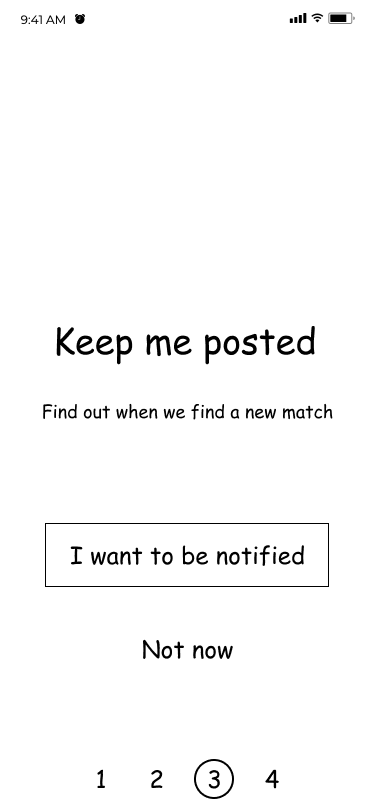 9:41 AM
Keep me posted
Find out when we find a new match
I want to be notified
Not now
1 2 3 4